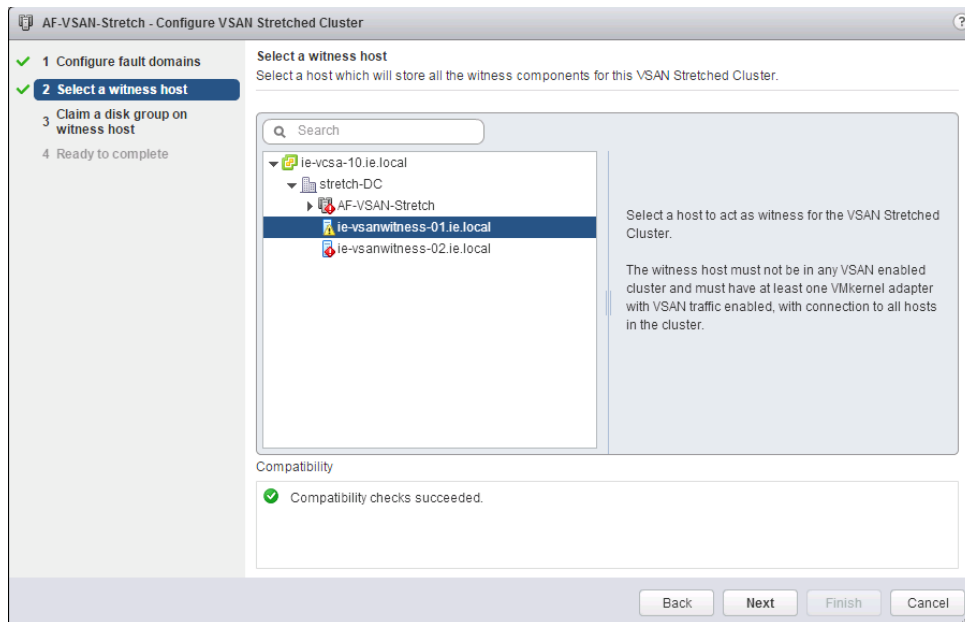 AF-VSAN-Stretch - Configure VSAN Stretched Cluster
?
1 Configure fault domains
2 Select a witness host
3 Claim a disk group on
witness host
4 Ready to complete
Select a witness host
Select a host which will store all the witness components for this VSAN Stretched Cluster.
Search
ie-vcsa-10.ie.local
stretch-DC
AF-VSAN-Stretch
ie-vsanwitness-01.ie.local
ie-vsanwitness-02.ie.local
Select a host to act as witness for the VSAN Stretched
Cluster.
The witness host must not be in any VSAN enabled
cluster and must have at least one VMkernel adapter
with VSAN traffic enabled, with connection to all hosts
in the cluster.
Compatibility
Compatibility checks succeeded.
Back
Next
Finish
Cancel